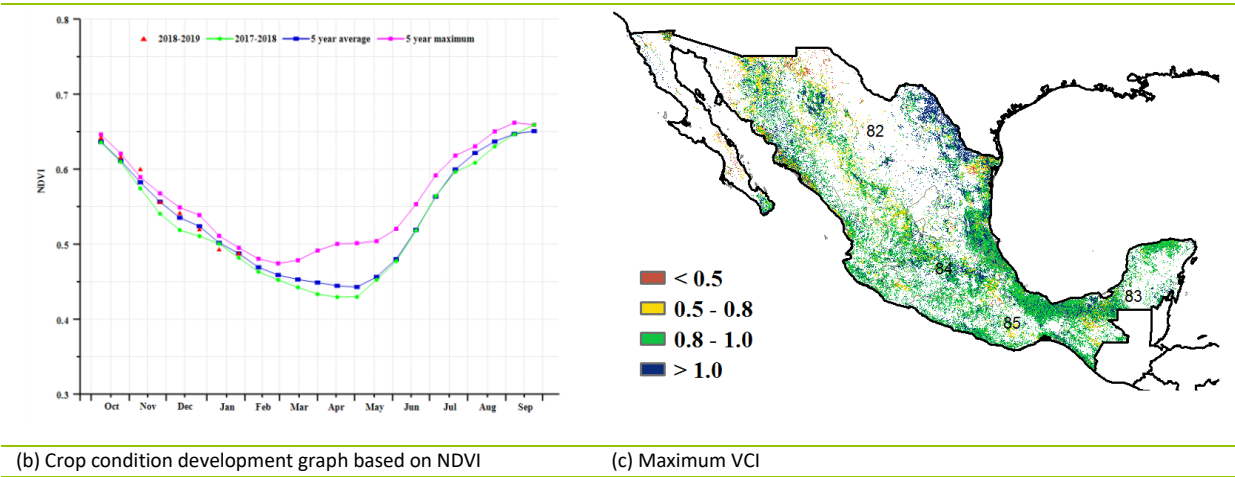 0.8
2018-2019 2017-2018 5 year average 5 year maximum
0.7
0.6
NDVI
0.5
0.4
0.3
Oct Nov Dec Jan Feb Mar Apr May Jun Jul Aug Sep
82
84
83
85
< 0.5
0.5 - 0.8
0.8 - 1.0
> 1.0
(b) Crop condition development graph based on NDVI
(c) Maximum VCI